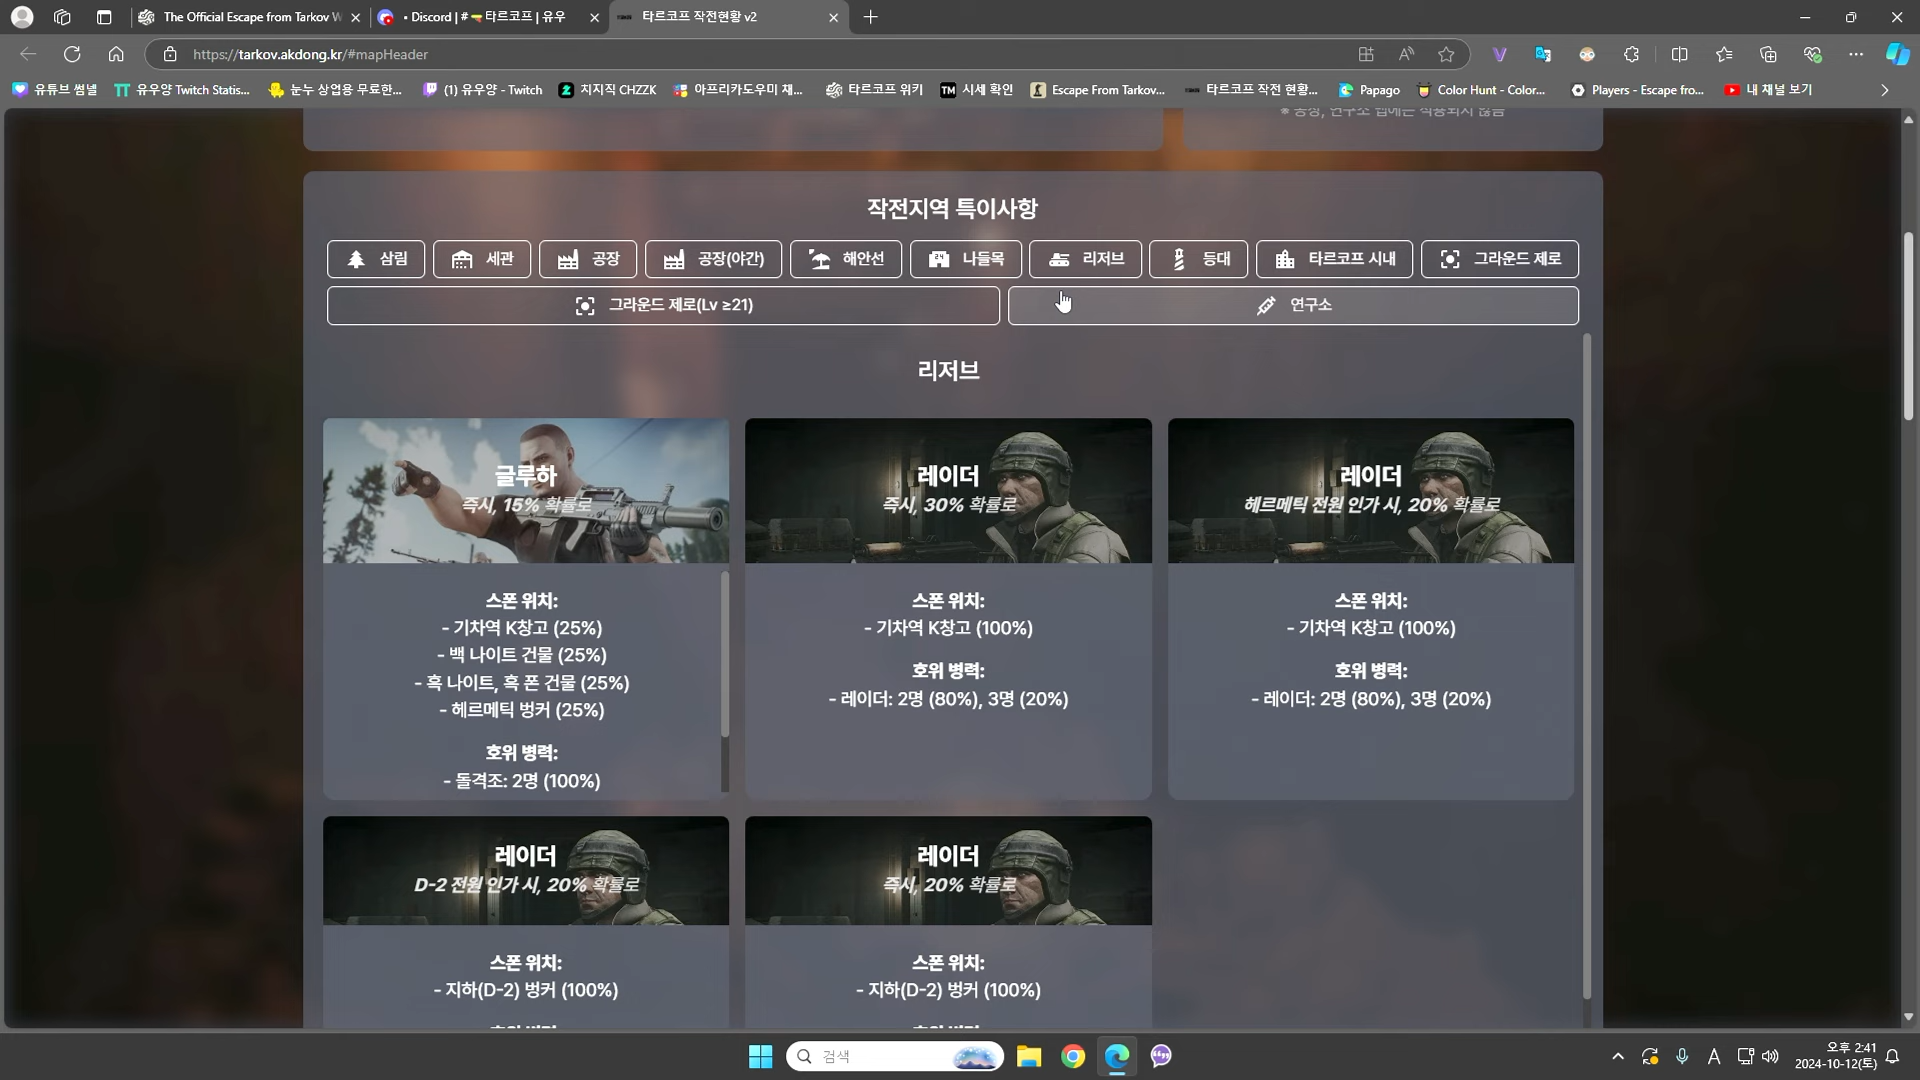 The Official Escape from Tarkov W
• Discord | # 타르코프 | 유우
타르코프 작전현황 v2
https://tarkov.akdong.kr/#mapHeader
유튜브 썸넬
유우양 Twitch Statis...
눈누 상업용 무료한...
(1) 유우양 - Twitch
치지직 CHZZK
아프리카도우미 재...
타르코프 위키
TM 시세 확인
Escape From Tarkov...
타르코프 작전 현황...
Papago
Color Hunt - Color...
Players - Escape fro...
내 채널 보기
작전지역 특이사항
삼림
세관
공장
공장(야간)
해안선
나들목
리저브
등대
타르코프 시내
그라운드 제로
그라운드 제로(Lv ≥21)
연구소
리저브
글루하
즉시, 15% 확률로
스폰 위치:
- 기차역 K창고 (25%)
- 백 나이트 건물 (25%)
- 흑 나이트, 흑 폰 건물 (25%)
- 헤르메틱 벙커 (25%)
호위 병력:
- 돌격조: 2명 (100%)
레이더
즉시, 30% 확률로
스폰 위치:
- 기차역 K창고 (100%)
호위 병력:
- 레이더: 2명 (80%), 3명 (20%)
레이더
헤르메틱 전원 인가 시, 20% 확률로
스폰 위치:
- 기차역 K창고 (100%)
호위 병력:
- 레이더: 2명 (80%), 3명 (20%)
레이더
D-2 전원 인가 시, 20% 확률로
스폰 위치:
- 지하(D-2) 벙커 (100%)
레이더
즉시, 20% 확률로
스폰 위치:
- 지하(D-2) 벙커 (100%)
검색
A
오후 2:41
2024-10-12(토)